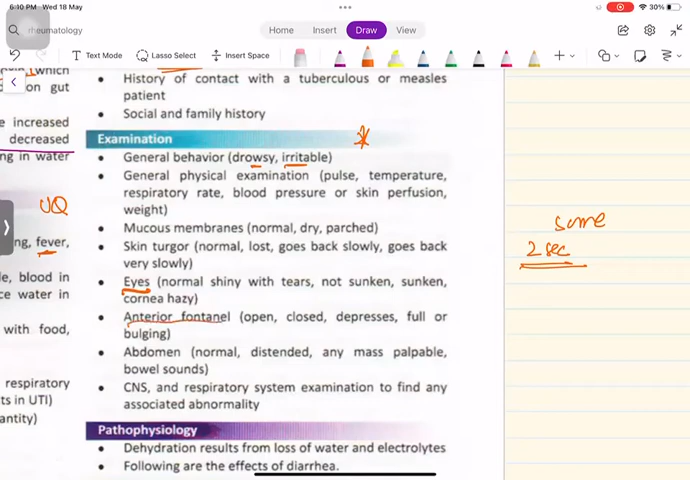 6:10 PM Wed 18 May
30%
rheumatology
Home Insert Draw View
Text Mode
Lasso Select
Insert Space
which
on gut
e increased
decreased
ng in water
UQ
ng, fever,
le, blood in
ce water in
with food,
respiratory
ts in UTI)
antity)
• History of contact with a tuberculous or measles
patient
• Social and family history
Examination
• General behavior (drowsy, irritable)
• General physical examination (pulse, temperature,
respiratory rate, blood pressure or skin perfusion,
weight)
• Mucous membranes (normal, dry, parched)
• Skin turgor (normal, lost, goes back slowly, goes back
very slowly)
• Eyes (normal shiny with tears, not sunken, sunken,
cornea hazy)
• Anterior fontanel (open, closed, depresses, full or
bulging)
• Abdomen (normal, distended, any mass palpable,
bowel sounds)
• CNS, and respiratory system examination to find any
associated abnormality
Pathophysiology
• Dehydration results from loss of water and electrolytes
• Following are the effects of diarrhea.
some
2 sec